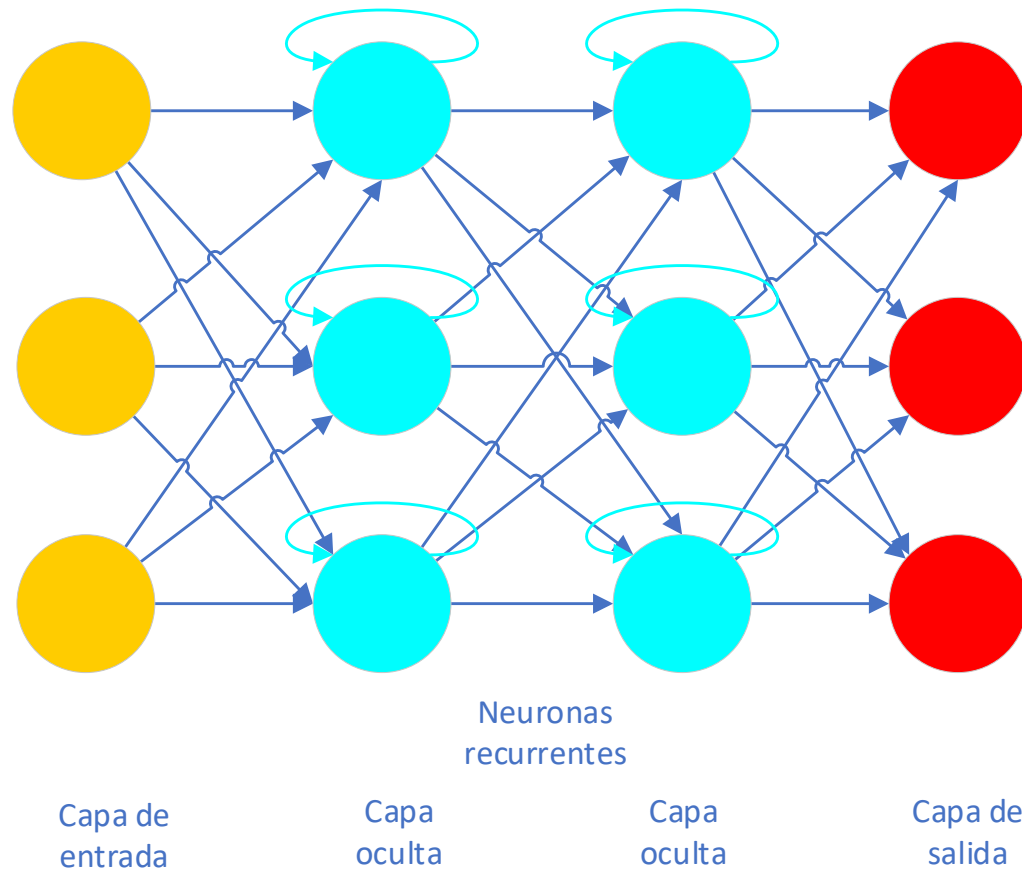 Neuronas
recurrentes
Capa de
entrada
Capa
oculta
Capa
oculta
Capa de
salida